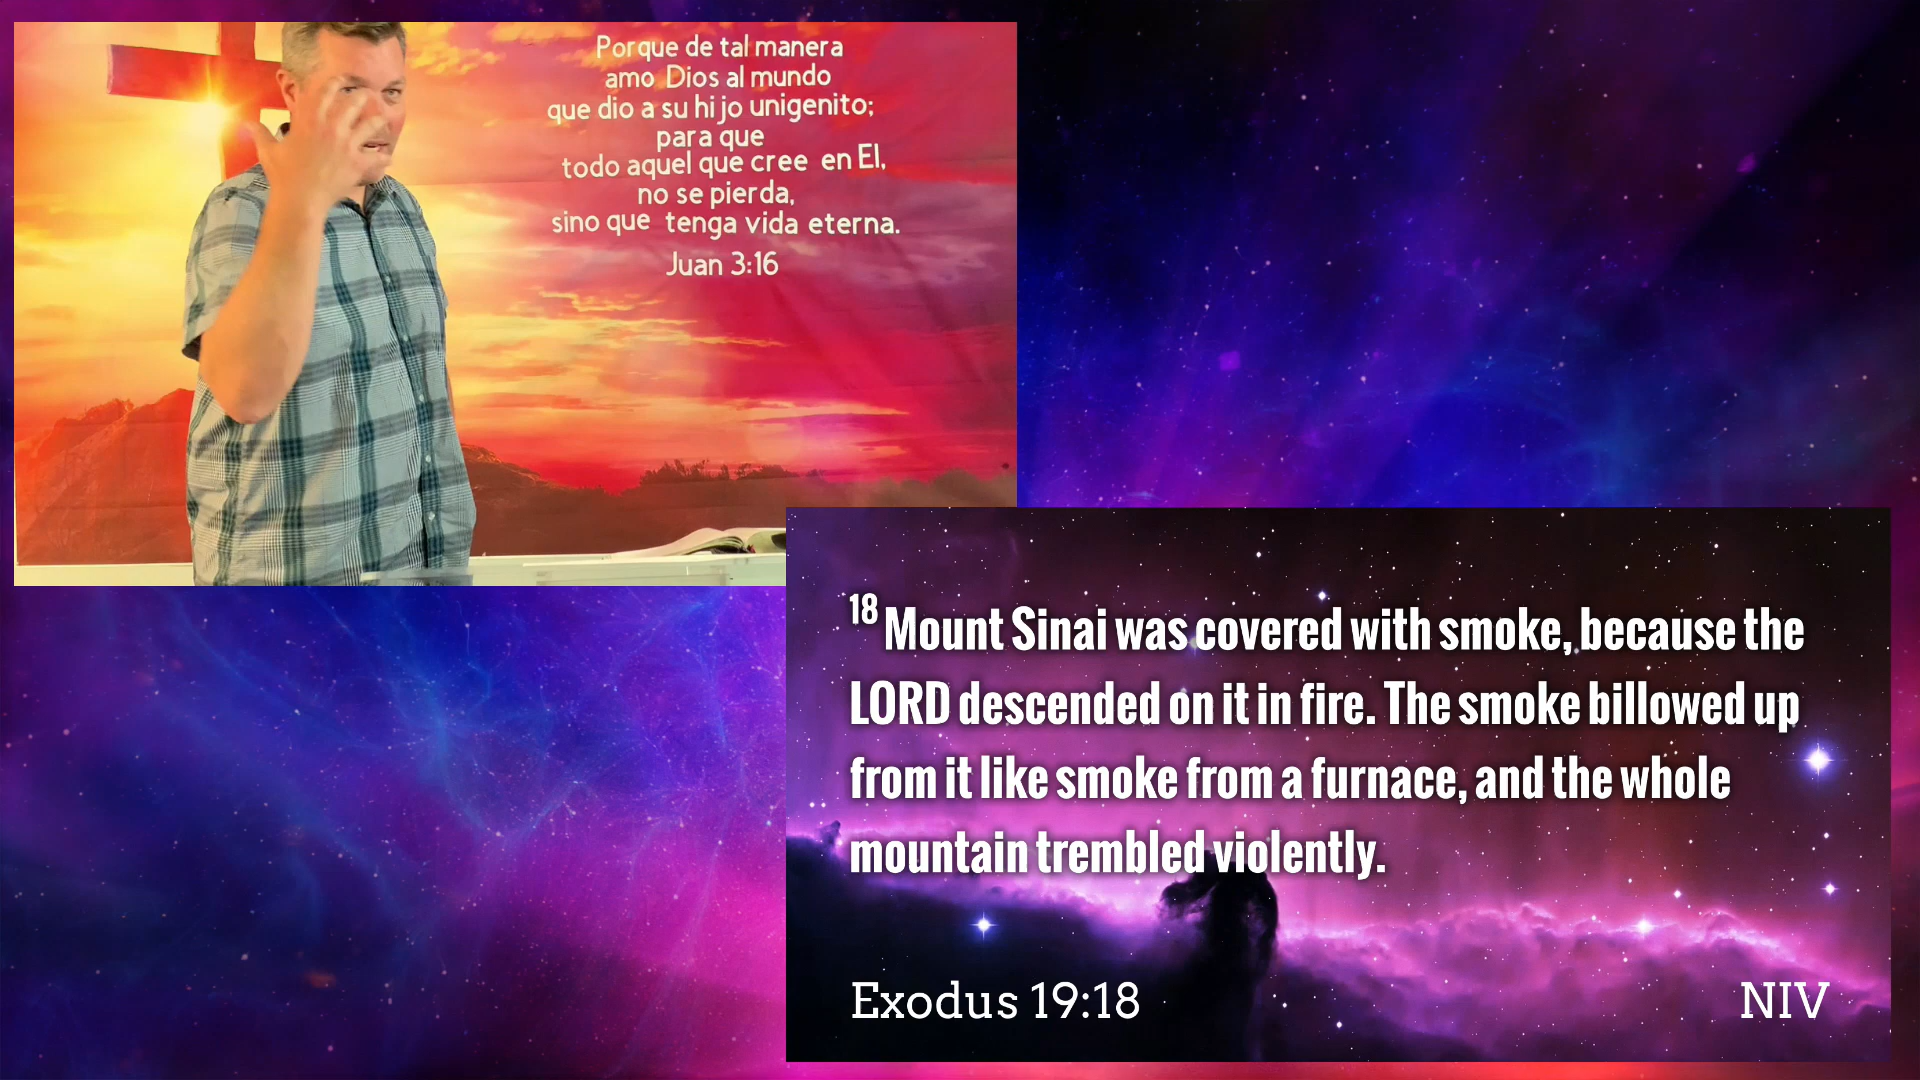 Porque de tal manera
amo Dios al mundo
que dio a su hijo unigenito;
para que
todo aquel que cree en El,
no se pierda,
sino que tenga vida eterna.
Juan 3:16
18 Mount Sinai was covered with smoke, because the
LORD descended on it in fire. The smoke billowed up
from it like smoke from a furnace, and the whole
mountain trembled violently.
Exodus 19:18 NIV